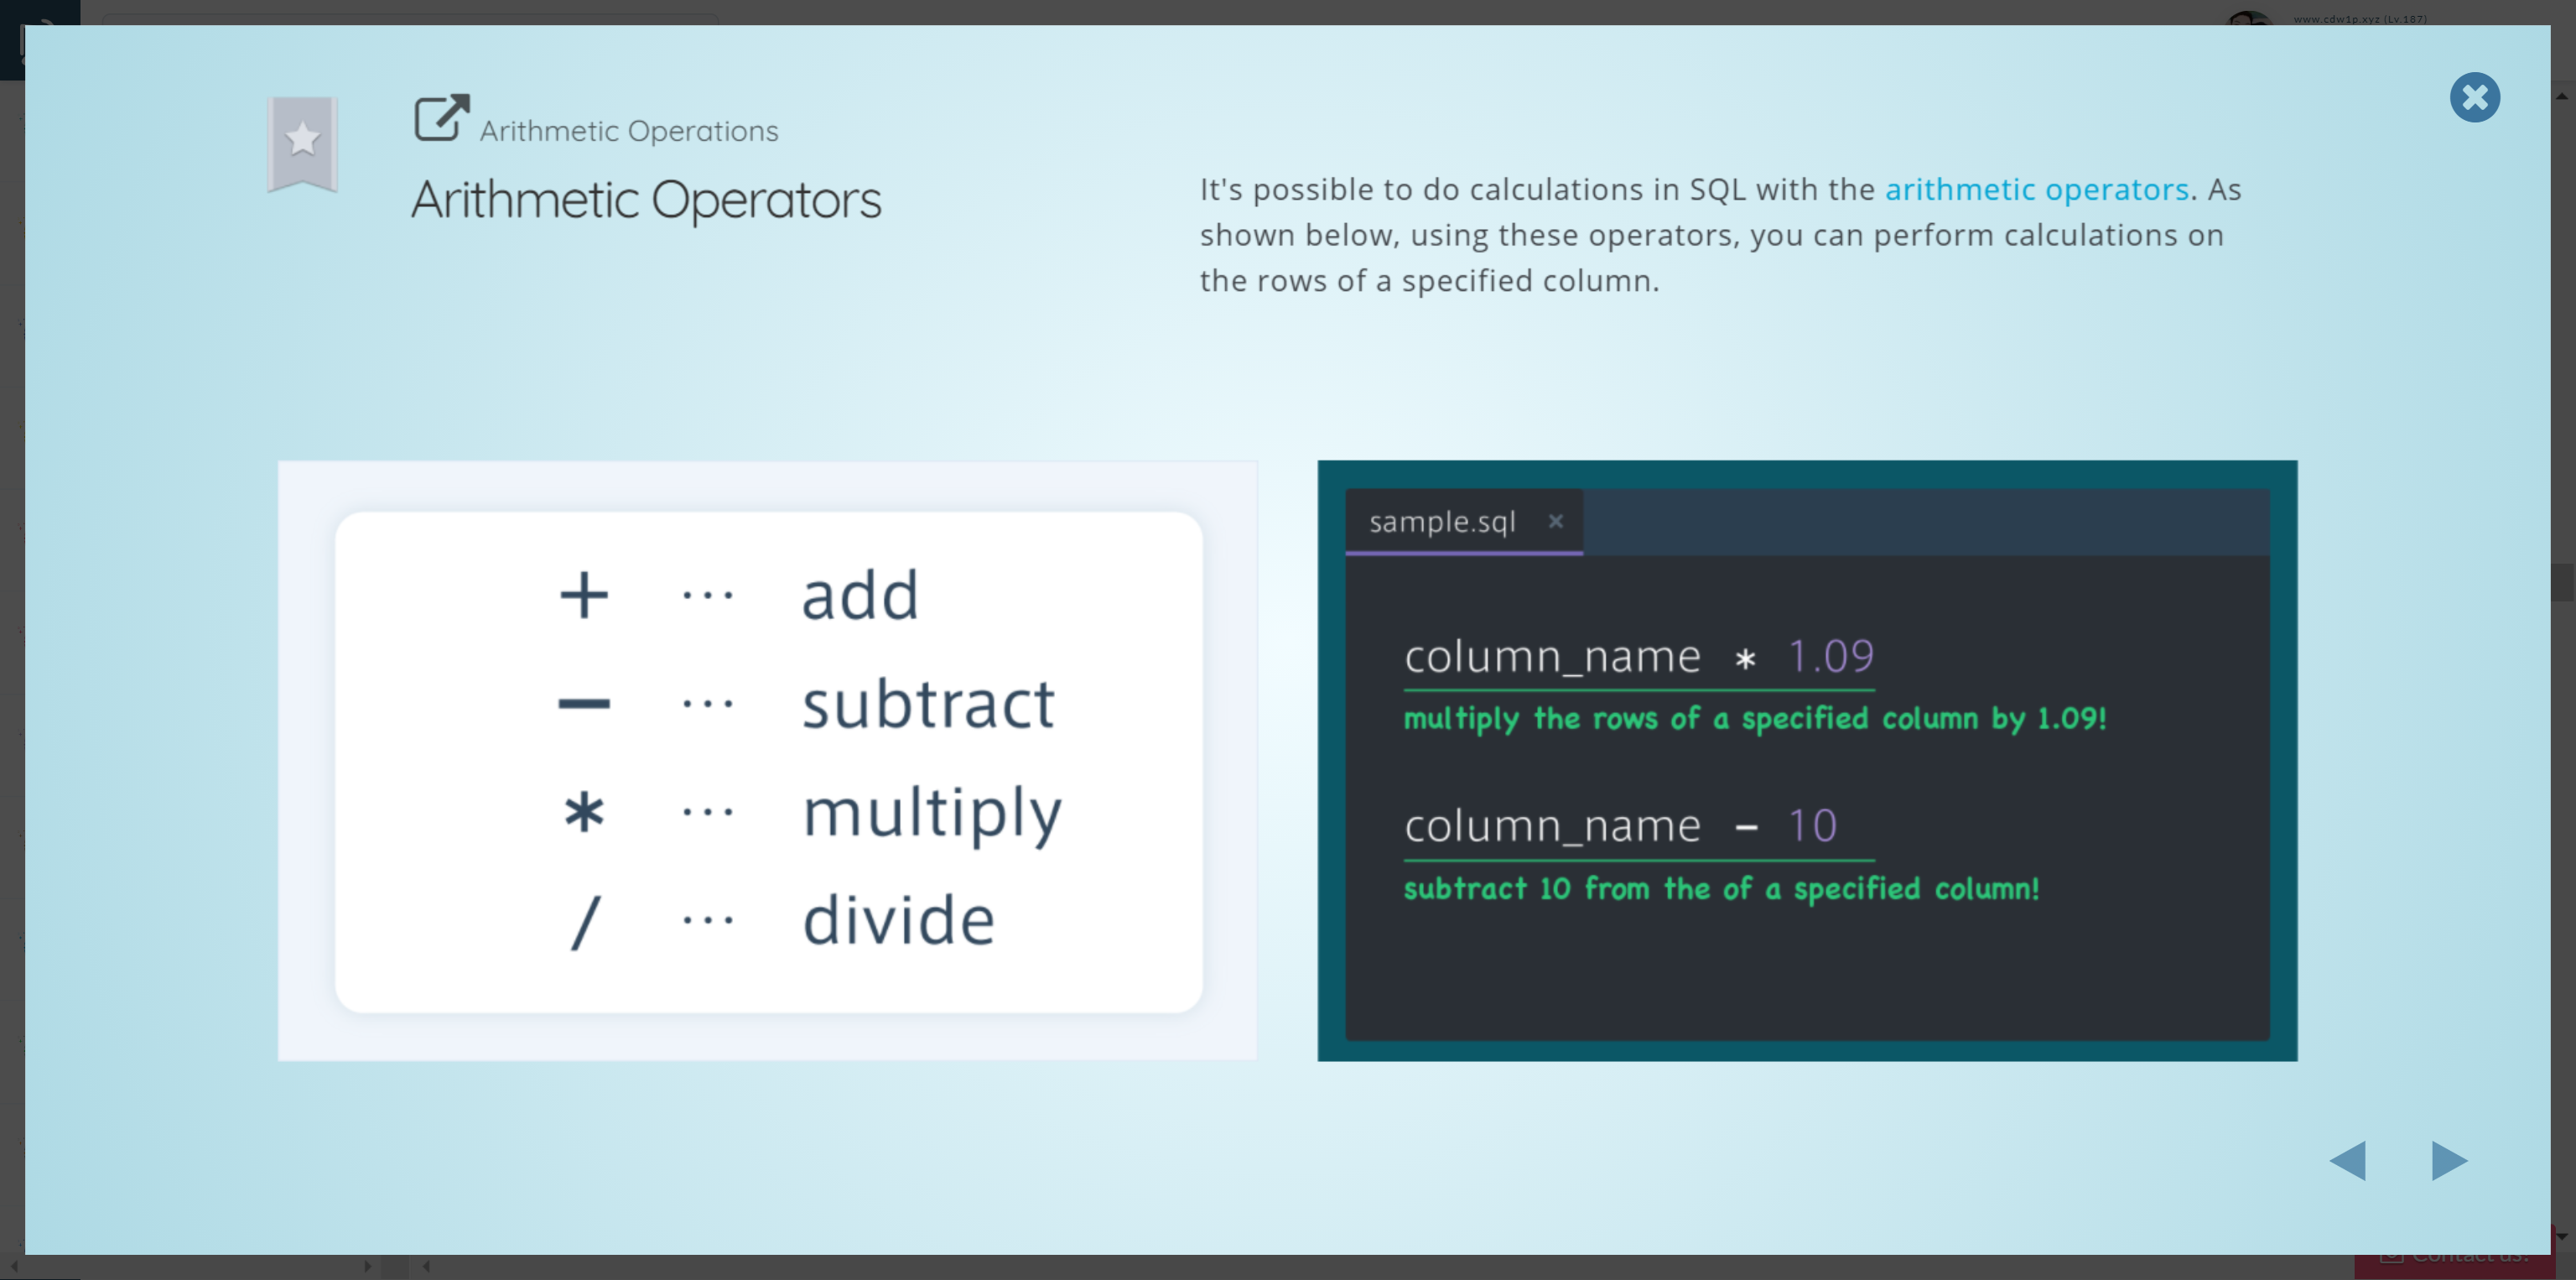 www.cdw1p.xyz (Lv.187)
Arithmetic Operations
Arithmetic Operators
It's possible to do calculations in SQL with the arithmetic operators. As
shown below, using these operators, you can perform calculations on
the rows of a specified column.
+ ... add
− ... subtract
* ... multiply
/ ... divide
sample.sql ×
column_name * 1.09
multiply the rows of a specified column by 1.09!
column_name - 10
subtract 10 from the of a specified column!
Contact us!